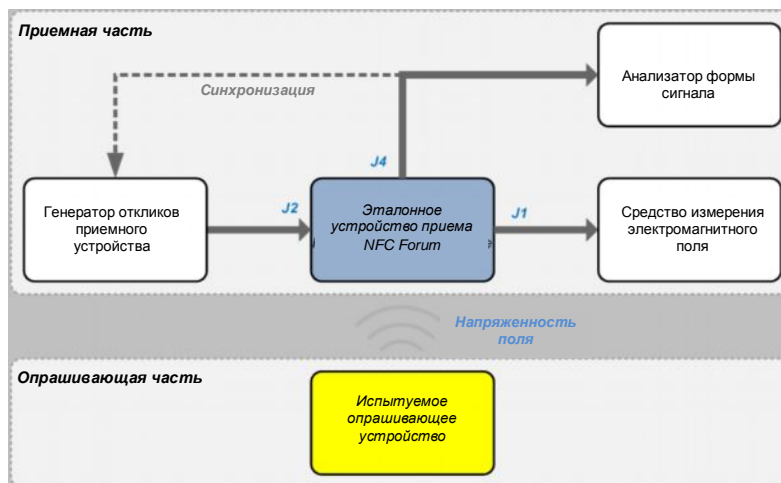 Приемная часть
Анализатор формы
сигнала
Синхронизация
J4
Генератор откликов
приемного
устройства
J2
Эталонное
устройство приема
NFC Forum
J1
Средство измерения
электромагнитного
поля
Напряженность
поля
Опрашивающая часть
Испытуемое
опрашивающее
устройство